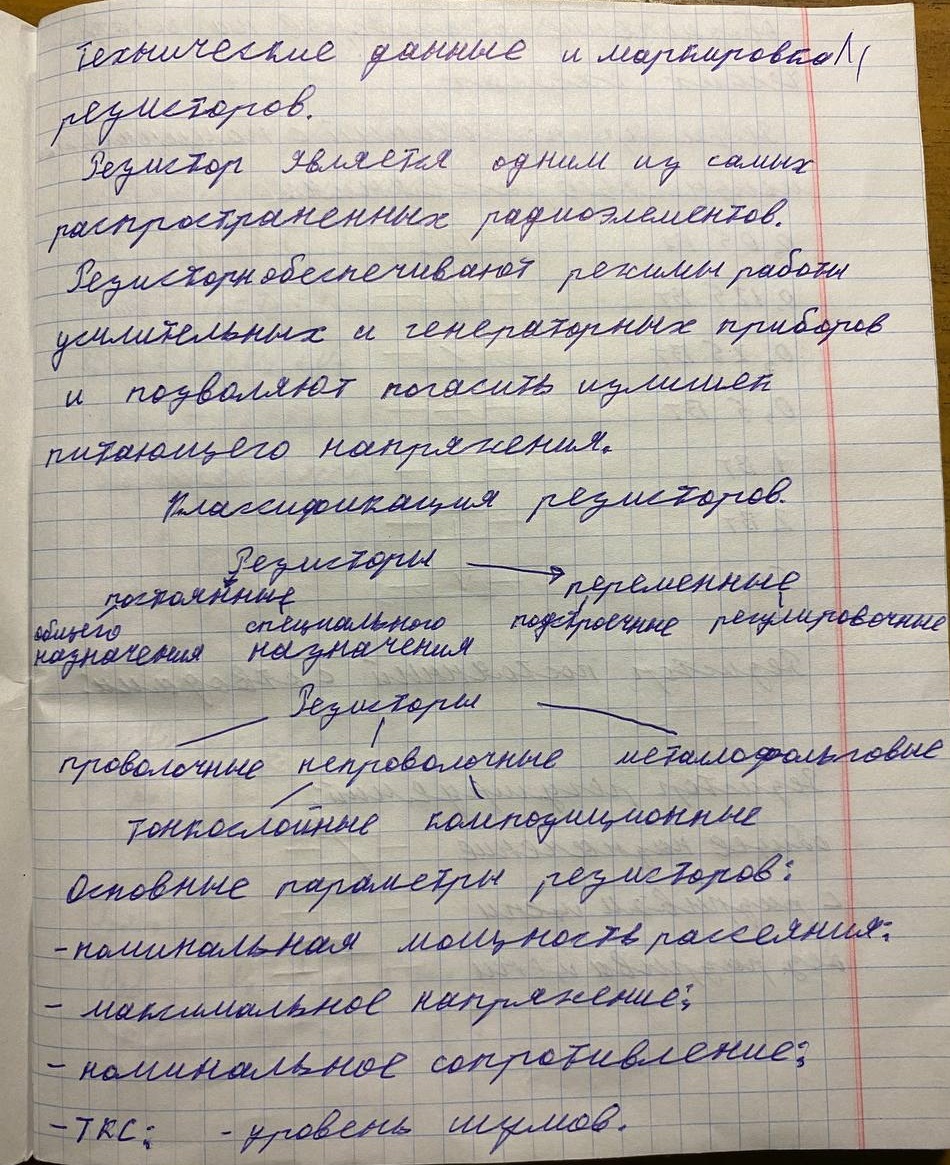 технические данные и маркировка
резисторов.
Резистор является одним из самых
распространенных радиоэлементов.
Резисторы обеспечивают режимы работы
усилительных и генераторных приборов
и позволяют погасить излишек
питающего напряжения.
Классификация резисторов.
Резисторы → переменные
постоянные
общего специального подстроечные регулировочные
назначения назначения
Резисторы
проволочные непроволочные металлофольговые
тонкослойные композиционные
Основные параметры резисторов:
-номинальная мощность рассеяния;
- максимальное напряжение;
- номинальное сопротивление;
- ТКС; - уровень шумов.